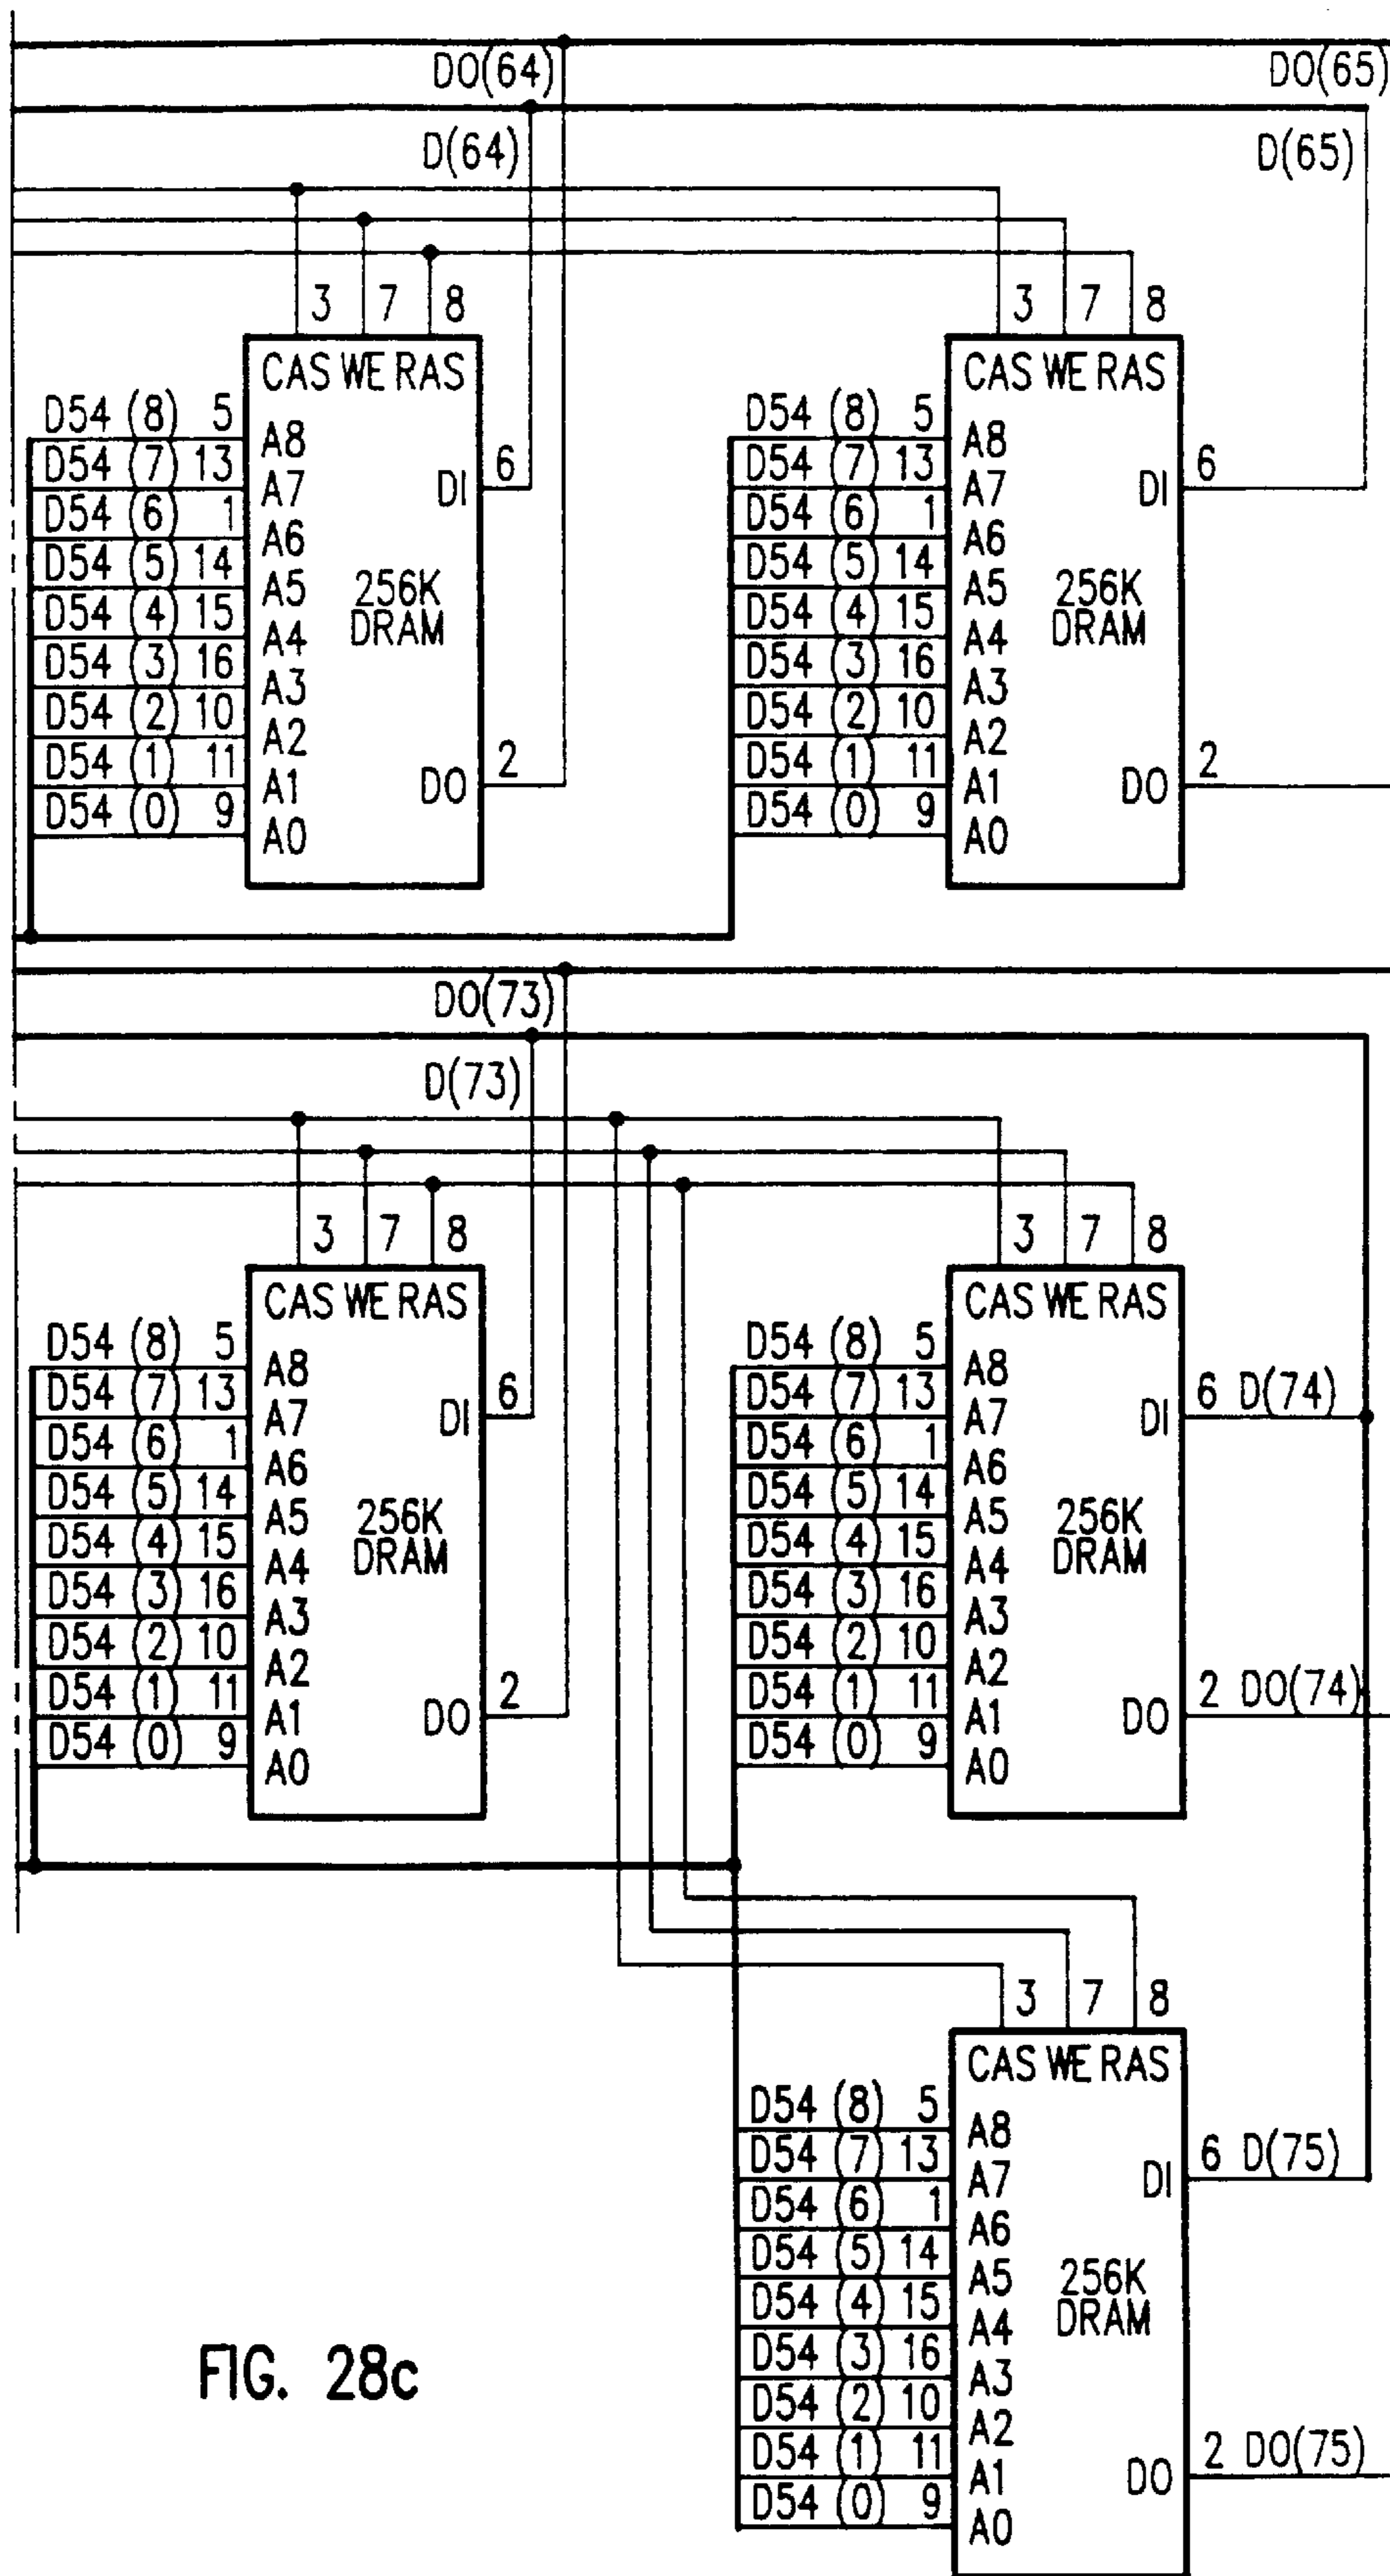 DO(64) DO(65)
D(64) D(65)
3 7 8 3 7 8
CAS WE RAS CAS WE RAS
D54 (8) 5 A8 D54 (8) 5 A8
D54 (7) 13 A7 DI 6 D54 (7) 13 A7 DI 6
D54 (6) 1 A6 D54 (6) 1 A6
D54 (5) 14 A5 256K D54 (5) 14 A5 256K
D54 (4) 15 A4 DRAM D54 (4) 15 A4 DRAM
D54 (3) 16 A3 D54 (3) 16 A3
D54 (2) 10 A2 D54 (2) 10 A2
D54 (1) 11 A1 DO 2 D54 (1) 11 A1 DO 2
D54 (0) 9 A0 D54 (0) 9 A0
DO(73)
D(73)
3 7 8 3 7 8
CAS WE RAS CAS WE RAS
D54 (8) 5 A8 D54 (8) 5 A8
D54 (7) 13 A7 DI 6 D54 (7) 13 A7 DI 6 D(74)
D54 (6) 1 A6 D54 (6) 1 A6
D54 (5) 14 A5 256K D54 (5) 14 A5 256K
D54 (4) 15 A4 DRAM D54 (4) 15 A4 DRAM
D54 (3) 16 A3 D54 (3) 16 A3
D54 (2) 10 A2 D54 (2) 10 A2
D54 (1) 11 A1 DO 2 D54 (1) 11 A1 DO 2 DO(74)
D54 (0) 9 A0 D54 (0) 9 A0
3 7 8
CAS WE RAS
D54 (8) 5 A8
D54 (7) 13 A7 DI 6 D(75)
D54 (6) 1 A6
D54 (5) 14 A5 256K
D54 (4) 15 A4 DRAM
D54 (3) 16 A3
D54 (2) 10 A2
D54 (1) 11 A1 DO 2 DO(75)
D54 (0) 9 A0
FIG. 28c